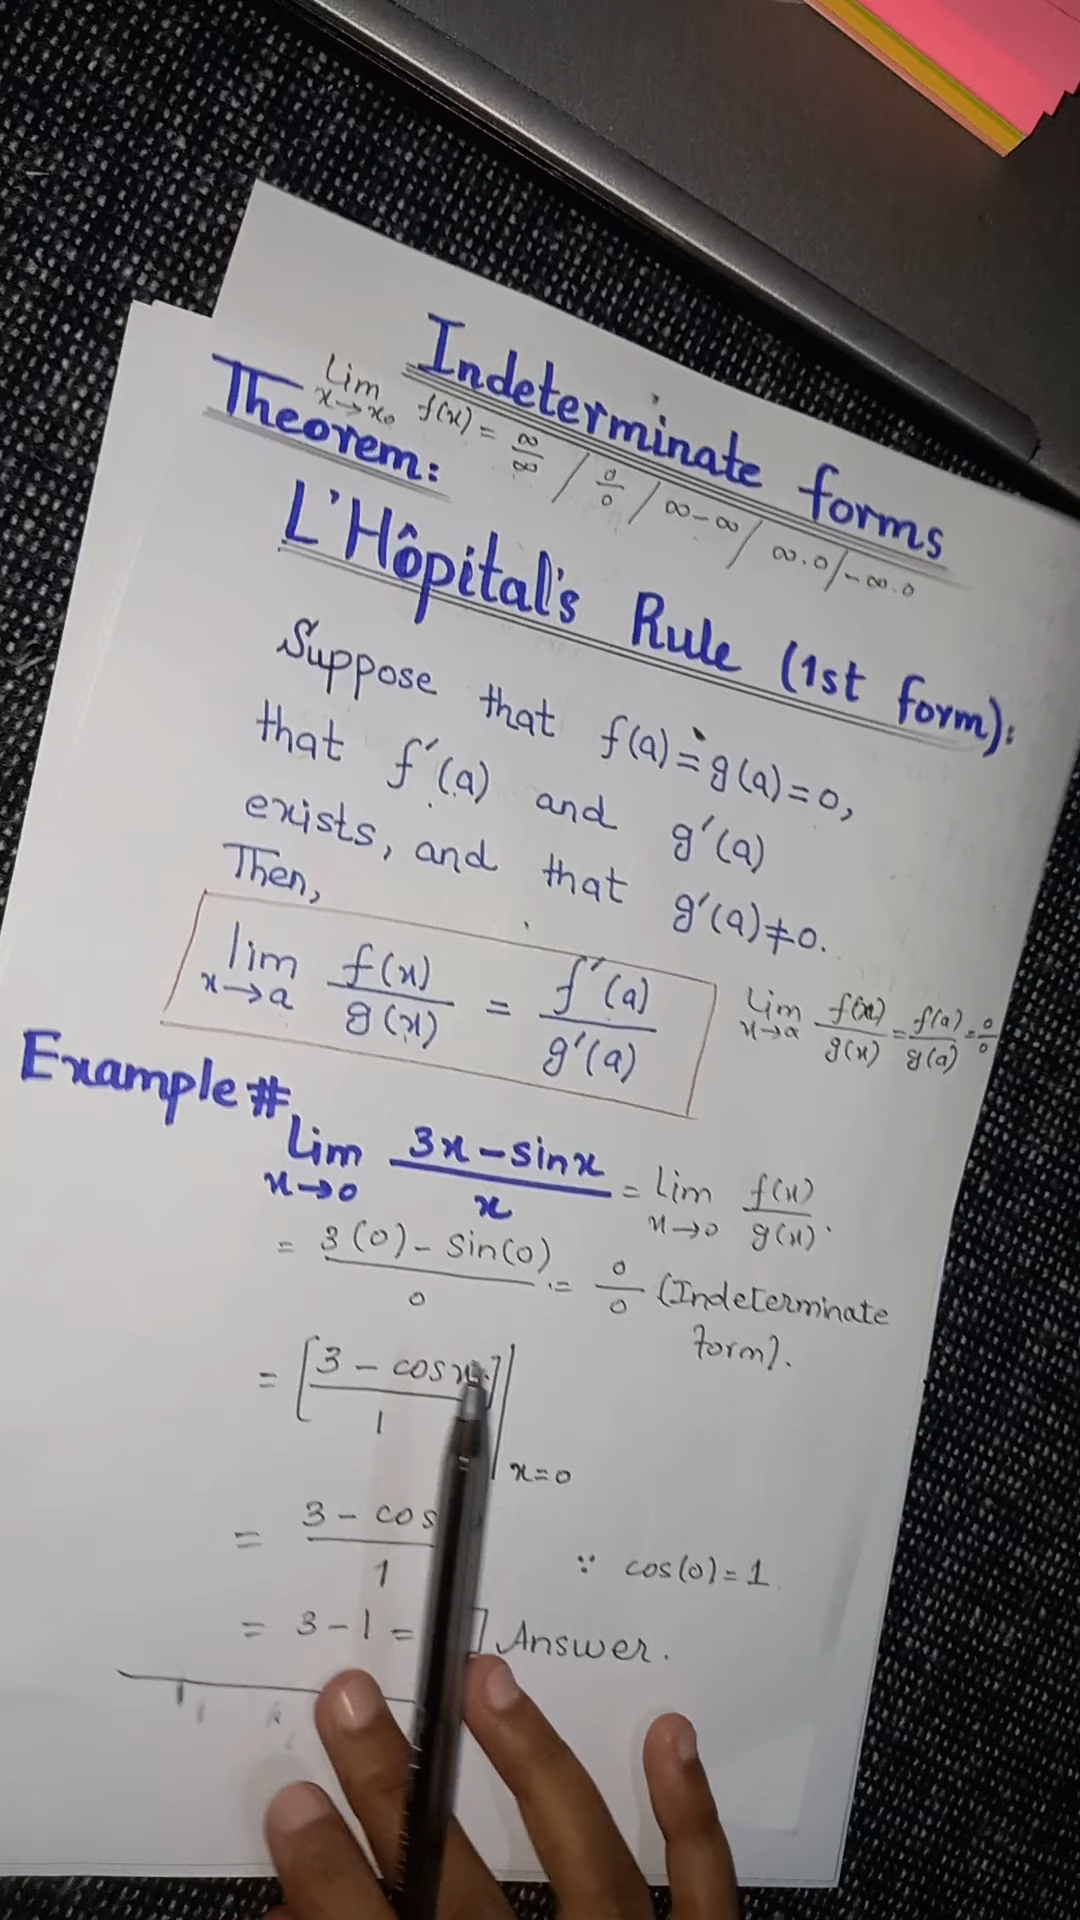 Indeterminate forms
lim x→x₀ f(x) = ∞/∞ / 0/0 / ∞-∞ / ∞.0 / -∞.0
Theorem:
L'Hôpital's Rule (1st form):
Suppose that f(a)=g(a)=0,
that f'(a) and g'(a)
exists, and that g'(a)≠0.
Then,
lim x→a f(x)/g(x) = f'(a)/g'(a)
lim x→a f(x)/g(x) = f(a)/g(a) = 0/0
Example #
Lim x→0 3x-sinx/x = lim x→0 f(x)/g(x).
= 3(0)-sin(0)/0 = 0/0 (Indeterminate
form).
= [3-cosx/1]|x=0
= 3-cos/1 ∵ cos(0)=1
= 3-1= Answer.